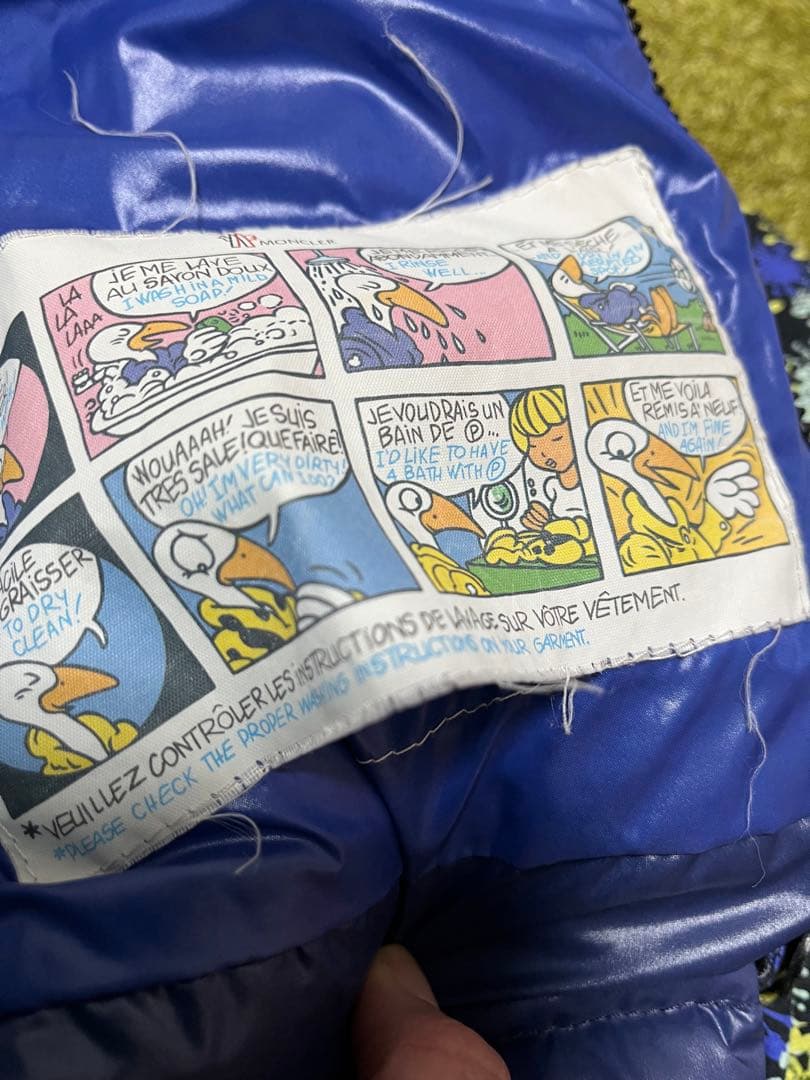 MONCLER
LA
LA
LAAA
JE ME LAVE
AU SAVON DOUX
I WASH IN A MILD
SOAP!
I RINSE
WELL...
WOUAAAH! JE SUIS
TRES SALE! QUE FAIRE?
OH! I'M VERY DIRTY!
WHAT CAN I DO?
JE VOUDRAIS UN
BAIN DE Ⓟ...
I'D LIKE TO HAVE
A BATH WITH Ⓟ
ET ME VOILA
REMIS A' NEUF
AND I'M FINE
AGAIN!
TO DRY
CLEAN!
*VEUILLEZ CONTRÔLER LES INSTRUCTIONS DE LAVAGE SUR VÔTRE VÊTEMENT.
*PLEASE CHECK THE PROPER WASHING INSTRUCTIONS ON YOUR GARMENT.